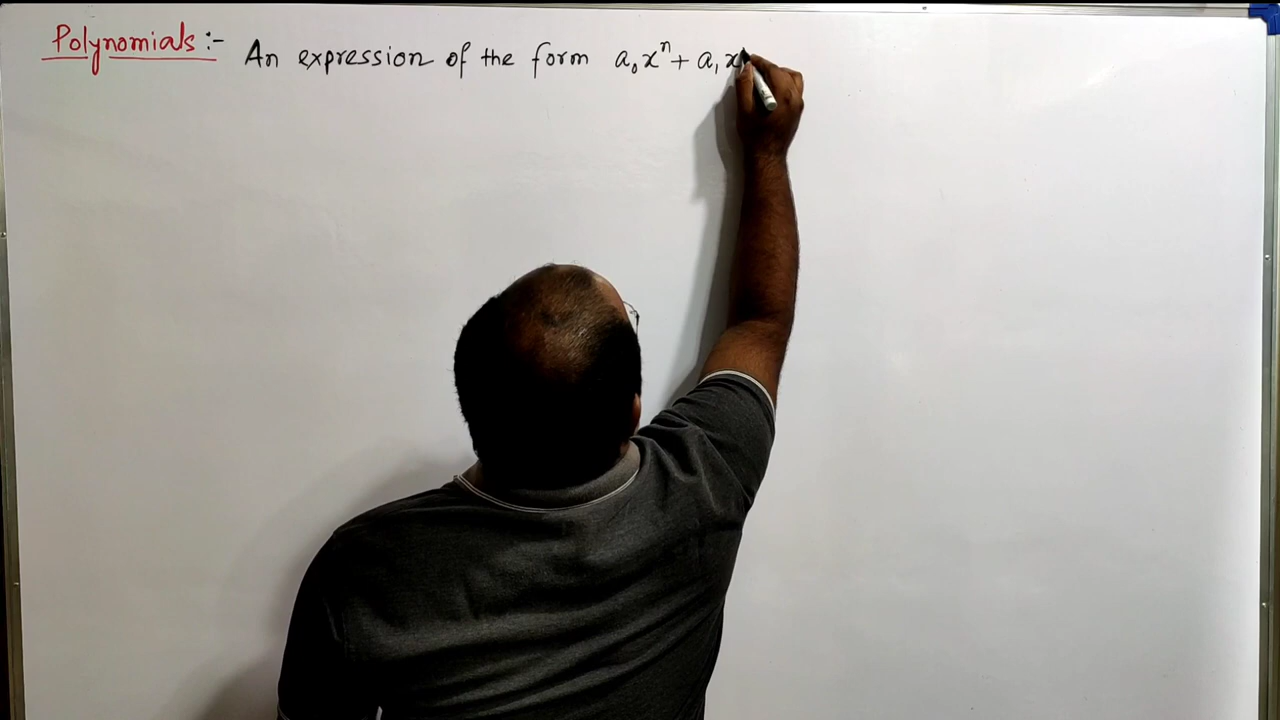 Polynomials :- An expression of the form a₀xⁿ + a₁x